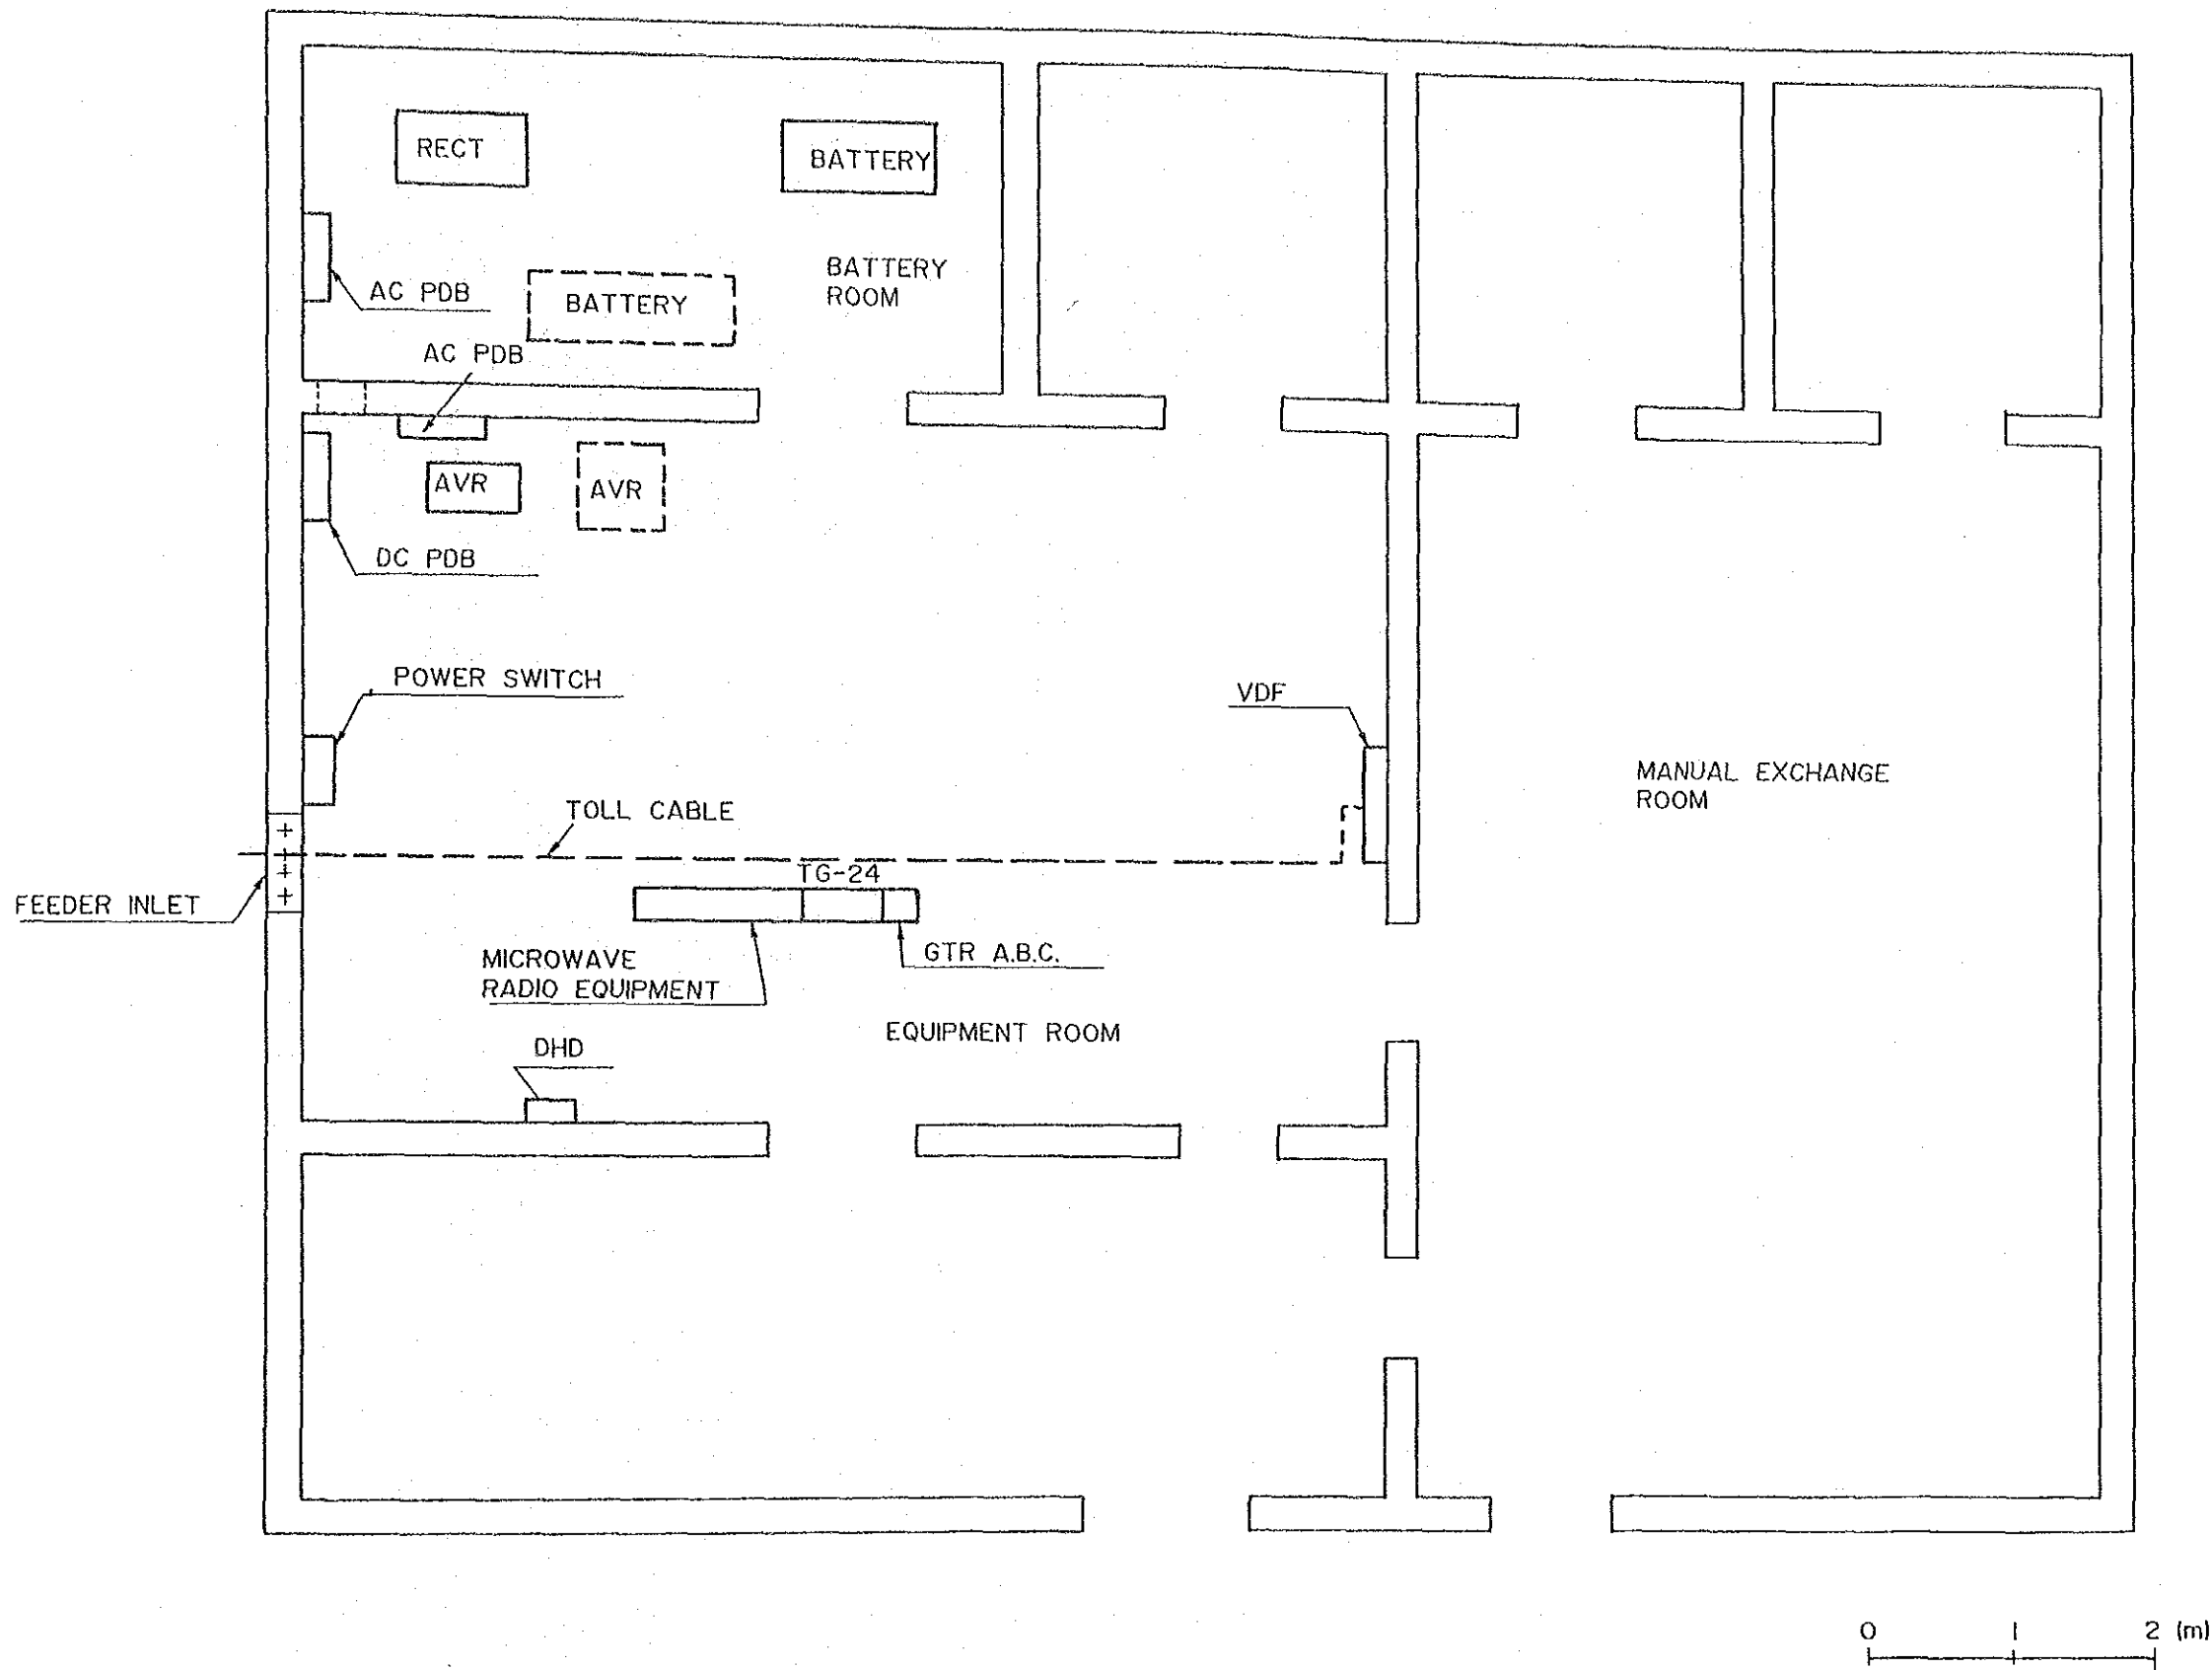 RECT
BATTERY
BATTERY
ROOM
AC PDB
BATTERY
AC PDB
AVR
AVR
DC PDB
POWER SWITCH
VDF
MANUAL EXCHANGE
ROOM
TOLL CABLE
TG-24
FEEDER INLET
GTR A.B.C.
MICROWAVE
RADIO EQUIPMENT
EQUIPMENT ROOM
DHD
0 1 2 (m)